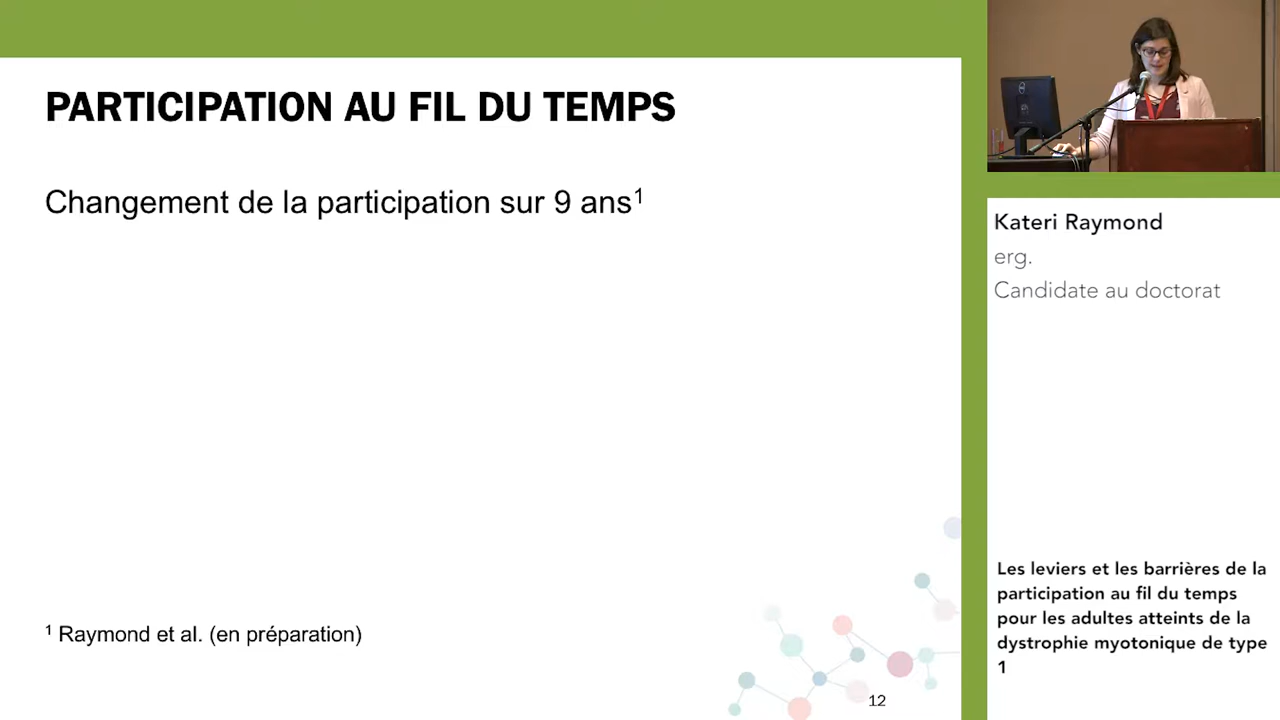 PARTICIPATION AU FIL DU TEMPS
Changement de la participation sur 9 ans¹
¹ Raymond et al. (en préparation)
12
Kateri Raymond
erg.
Candidate au doctorat
Les leviers et les barrières de la
participation au fil du temps
pour les adultes atteints de la
dystrophie myotonique de type
1